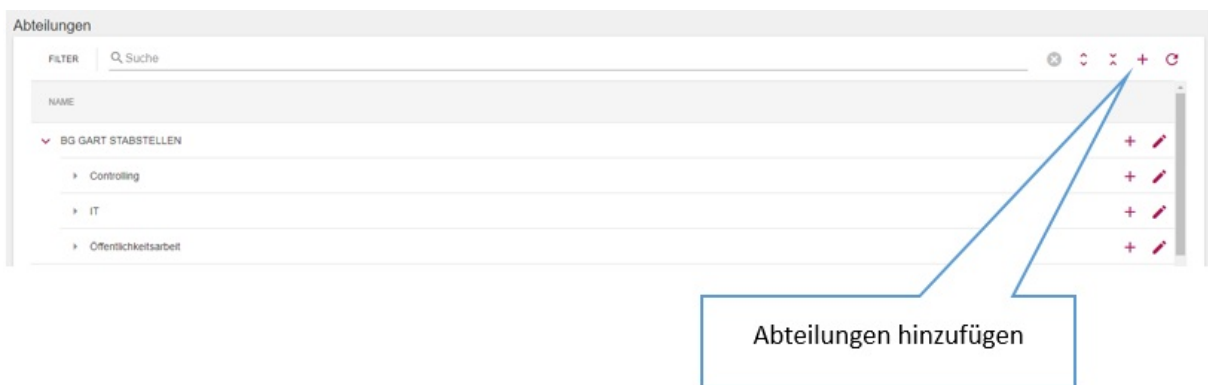 Abteilungen
FILTER Suche
NAME
BG GART STABSTELLEN
Controlling
IT
Öffentlichkeitsarbeit
Abteilungen hinzufügen